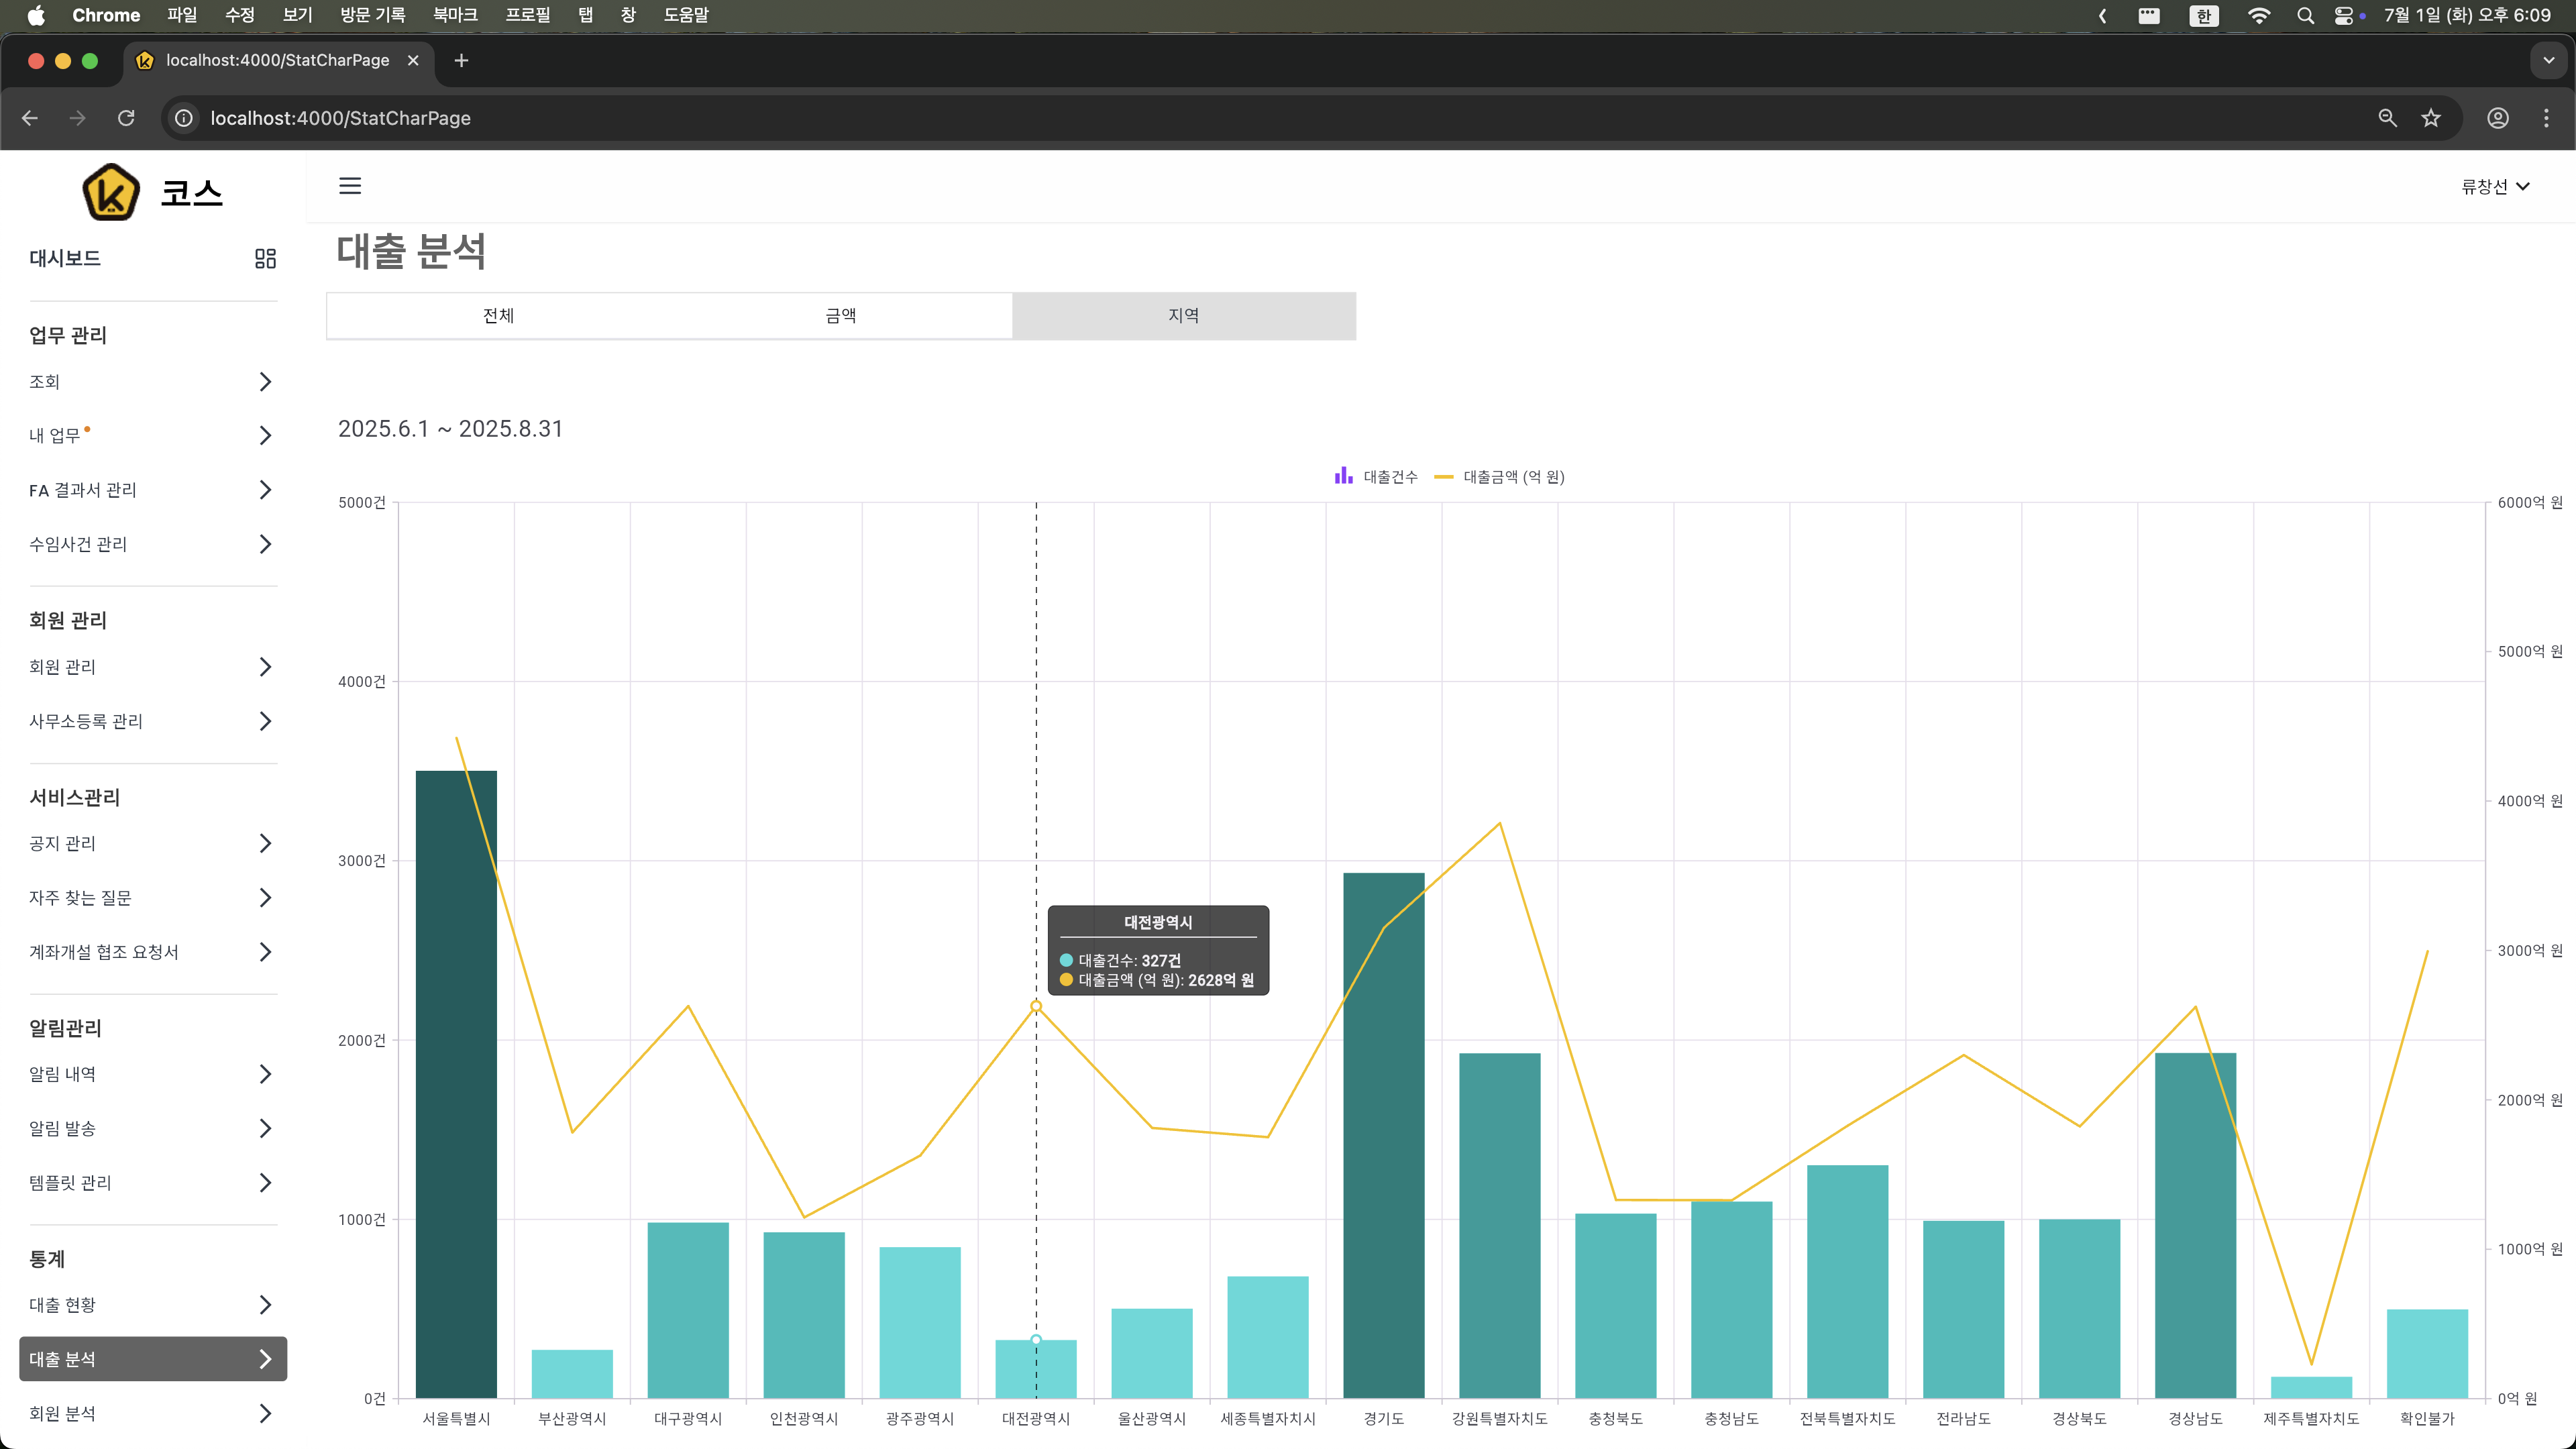 Chrome 파일 수정 보기 방문 기록 북마크 프로필 탭 창 도움말 한 7월 1일 (화) 오후 6:09
localhost:4000/StatCharPage
localhost:4000/StatCharPage
코스
류창선
대시보드
업무 관리
조회
내 업무
FA 결과서 관리
수임사건 관리
회원 관리
회원 관리
사무소등록 관리
서비스관리
공지 관리
자주 찾는 질문
계좌개설 협조 요청서
알림관리
알림 내역
알림 발송
템플릿 관리
통계
대출 현황
대출 분석
회원 분석
대출 분석
전체 금액 지역
2025.6.1 ~ 2025.8.31
대출건수 대출금액 (억 원)
5000건
4000건
3000건
2000건
1000건
0건
대전광역시
대출건수: 327건
대출금액 (억 원): 2628억 원
6000억 원
5000억 원
4000억 원
3000억 원
2000억 원
1000억 원
0억 원
서울특별시 부산광역시 대구광역시 인천광역시 광주광역시 대전광역시 울산광역시 세종특별자치시 경기도 강원특별자치도 충청북도 충청남도 전북특별자치도 전라남도 경상북도 경상남도 제주특별자치도 확인불가